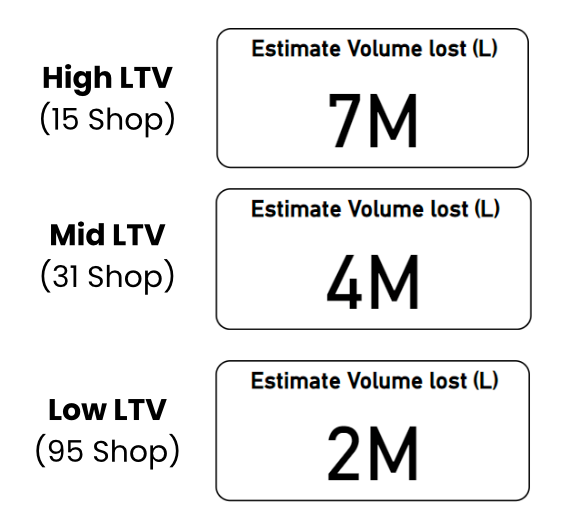 High LTV
(15 Shop)
Estimate Volume lost (L)
7M
Mid LTV
(31 Shop)
Estimate Volume lost (L)
4M
Low LTV
(95 Shop)
Estimate Volume lost (L)
2M